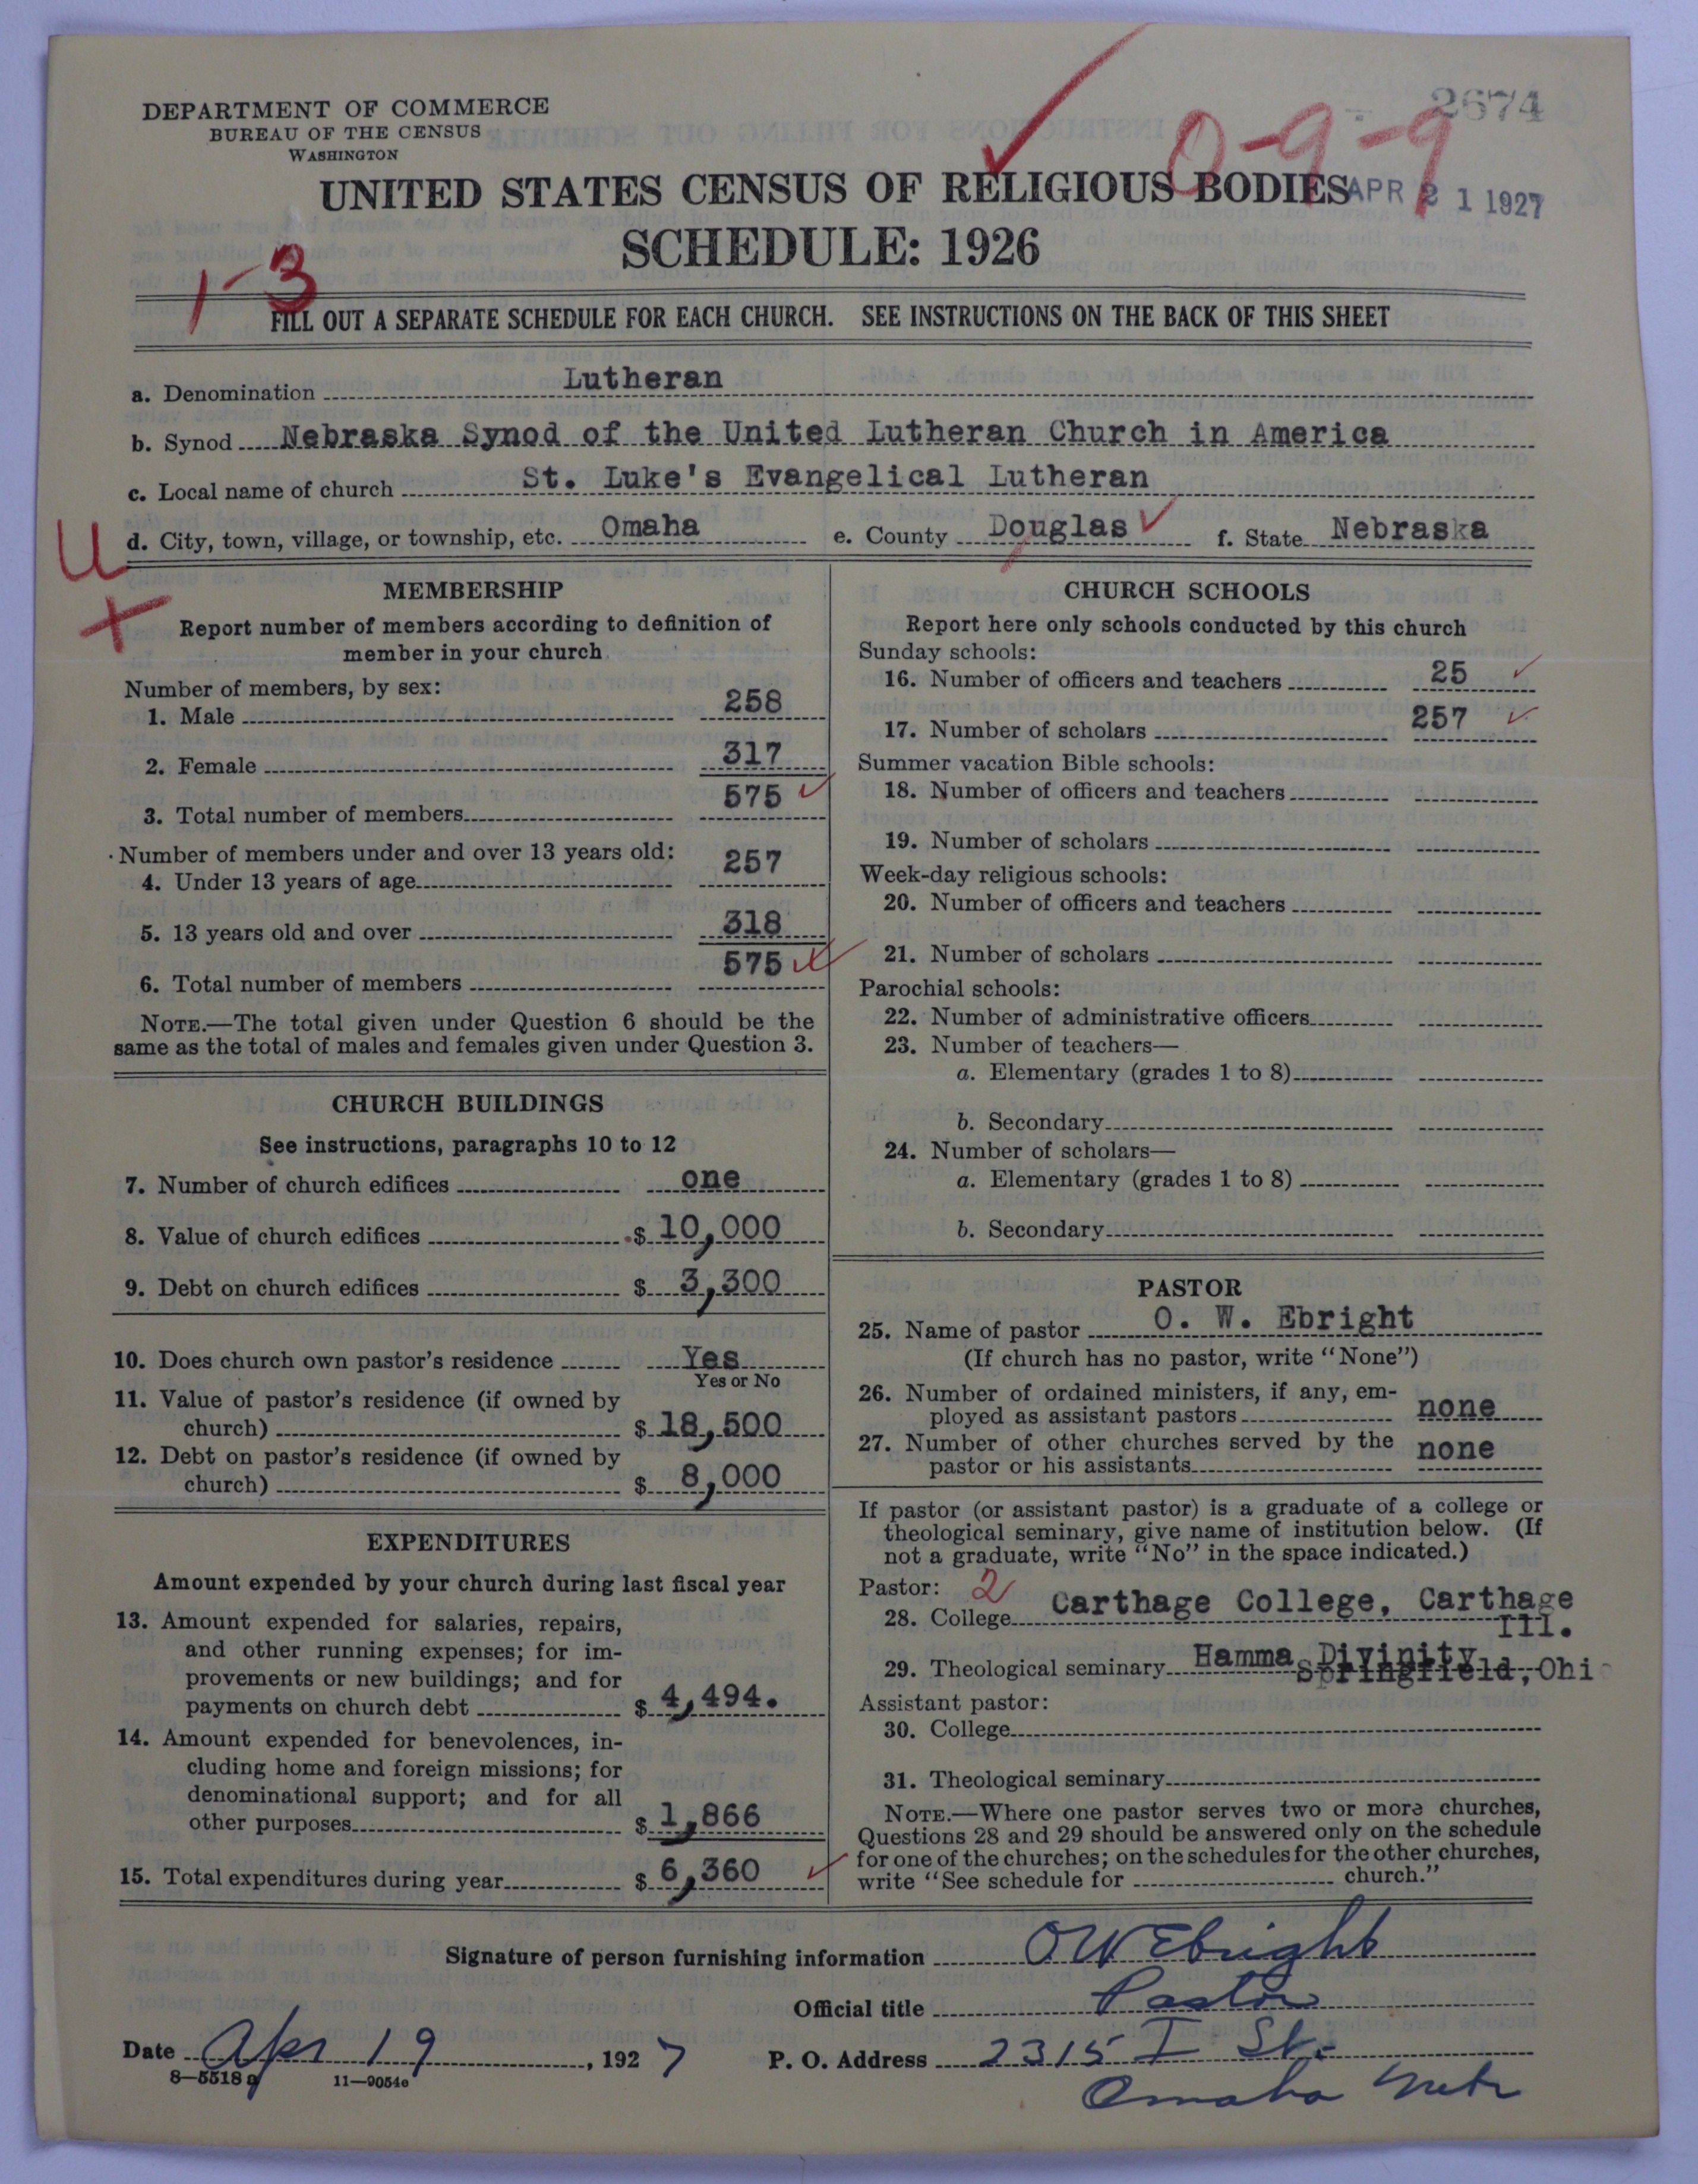 2674
DEPARTMENT OF COMMERCE
BUREAU OF THE CENSUS
WASHINGTON
0-9-9
UNITED STATES CENSUS OF RELIGIOUS BODIES
APR 21 1927
SCHEDULE: 1926
1-3
FILL OUT A SEPARATE SCHEDULE FOR EACH CHURCH. SEE INSTRUCTIONS ON THE BACK OF THIS SHEET
a. Denomination Lutheran
b. Synod Nebraska Synod of the United Lutheran Church in America
c. Local name of church St. Luke's Evangelical Lutheran
U
d. City, town, village, or township, etc. Omaha e. County Douglas f. State Nebraska
MEMBERSHIP
Report number of members according to definition of
member in your church
Number of members, by sex:
1. Male 258
2. Female 317
3. Total number of members 575
Number of members under and over 13 years old:
4. Under 13 years of age 257
5. 13 years old and over 318
6. Total number of members 575
NOTE.—The total given under Question 6 should be the
same as the total of males and females given under Question 3.
CHURCH BUILDINGS
See instructions, paragraphs 10 to 12
7. Number of church edifices one
8. Value of church edifices $ 10,000
9. Debt on church edifices $ 3,300
10. Does church own pastor's residence Yes
Yes or No
11. Value of pastor's residence (if owned by
church) $ 18,500
12. Debt on pastor's residence (if owned by
church) $ 8,000
EXPENDITURES
Amount expended by your church during last fiscal year
13. Amount expended for salaries, repairs,
and other running expenses; for im-
provements or new buildings; and for
payments on church debt $ 4,494.
14. Amount expended for benevolences, in-
cluding home and foreign missions; for
denominational support; and for all
other purposes $ 1,866
15. Total expenditures during year $ 6,360
CHURCH SCHOOLS
Report here only schools conducted by this church
Sunday schools:
16. Number of officers and teachers 25
17. Number of scholars 257
Summer vacation Bible schools:
18. Number of officers and teachers
19. Number of scholars
Week-day religious schools:
20. Number of officers and teachers
21. Number of scholars
Parochial schools:
22. Number of administrative officers
23. Number of teachers—
a. Elementary (grades 1 to 8)
b. Secondary
24. Number of scholars—
a. Elementary (grades 1 to 8)
b. Secondary
PASTOR
25. Name of pastor O. W. Ebright
(If church has no pastor, write "None")
26. Number of ordained ministers, if any, em-
ployed as assistant pastors none
27. Number of other churches served by the
pastor or his assistants none
If pastor (or assistant pastor) is a graduate of a college or
theological seminary, give name of institution below. (If
not a graduate, write "No" in the space indicated.)
Pastor: 2
28. College Carthage College, Carthage
Ill.
29. Theological seminary Hamma Divinity
Springfield, Ohio
Assistant pastor:
30. College
31. Theological seminary
NOTE.—Where one pastor serves two or more churches,
Questions 28 and 29 should be answered only on the schedule
for one of the churches; on the schedules for the other churches,
write "See schedule for church."
Signature of person furnishing information OW Ebright
Official title Pastor
Date Apr 19, 1927 P. O. Address 2315 I St.
8—5518 a 11—9054e
Omaha Nebr